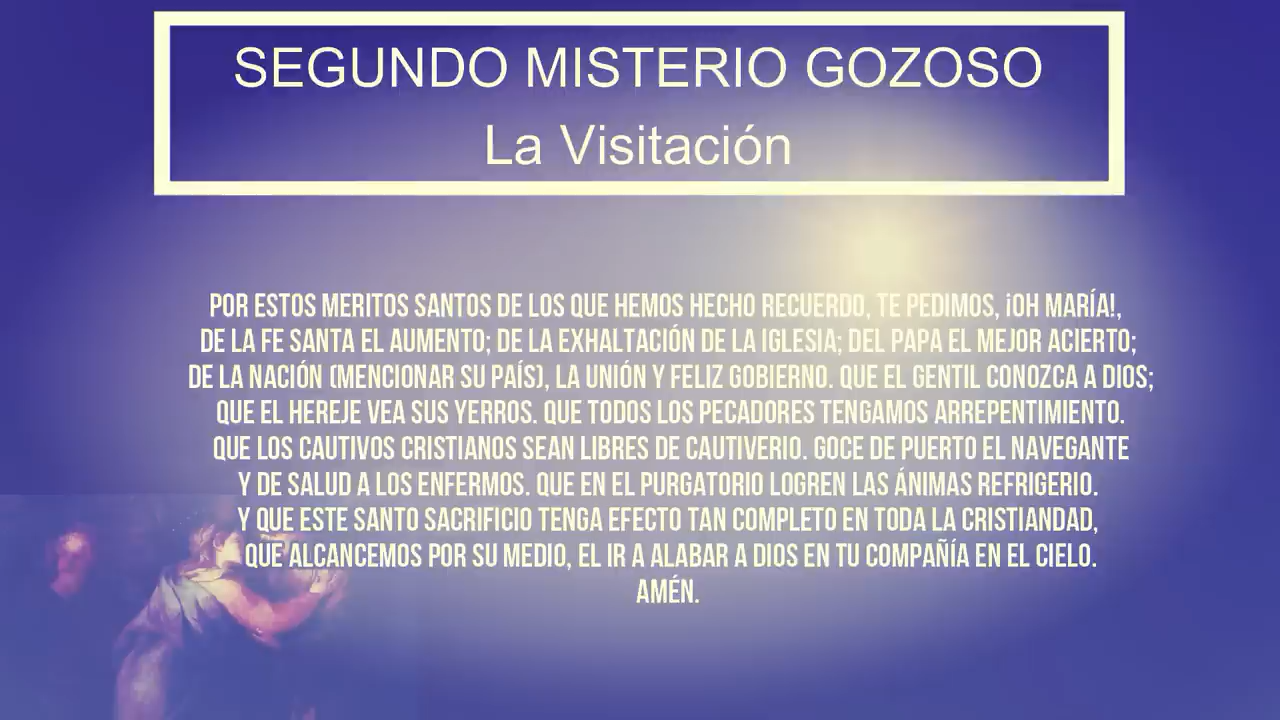 SEGUNDO MISTERIO GOZOSO
La Visitación
POR ESTOS MERITOS SANTOS DE LOS QUE HEMOS HECHO RECUERDO, TE PEDIMOS, ¡OH MARÍA!,
DE LA FE SANTA EL AUMENTO; DE LA EXHALTACIÓN DE LA IGLESIA; DEL PAPA EL MEJOR ACIERTO;
DE LA NACIÓN (MENCIONAR SU PAÍS), LA UNIÓN Y FELIZ GOBIERNO. QUE EL GENTIL CONOZCA A DIOS;
QUE EL HEREJE VEA SUS YERROS. QUE TODOS LOS PECADORES TENGAMOS ARREPENTIMIENTO.
QUE LOS CAUTIVOS CRISTIANOS SEAN LIBRES DE CAUTIVERIO. GOCE DE PUERTO EL NAVEGANTE
Y DE SALUD A LOS ENFERMOS. QUE EN EL PURGATORIO LOGREN LAS ÁNIMAS REFRIGERIO.
Y QUE ESTE SANTO SACRIFICIO TENGA EFECTO TAN COMPLETO EN TODA LA CRISTIANDAD,
QUE ALCANCEMOS POR SU MEDIO, EL IR A ALABAR A DIOS EN TU COMPAÑÍA EN EL CIELO.
AMÉN.